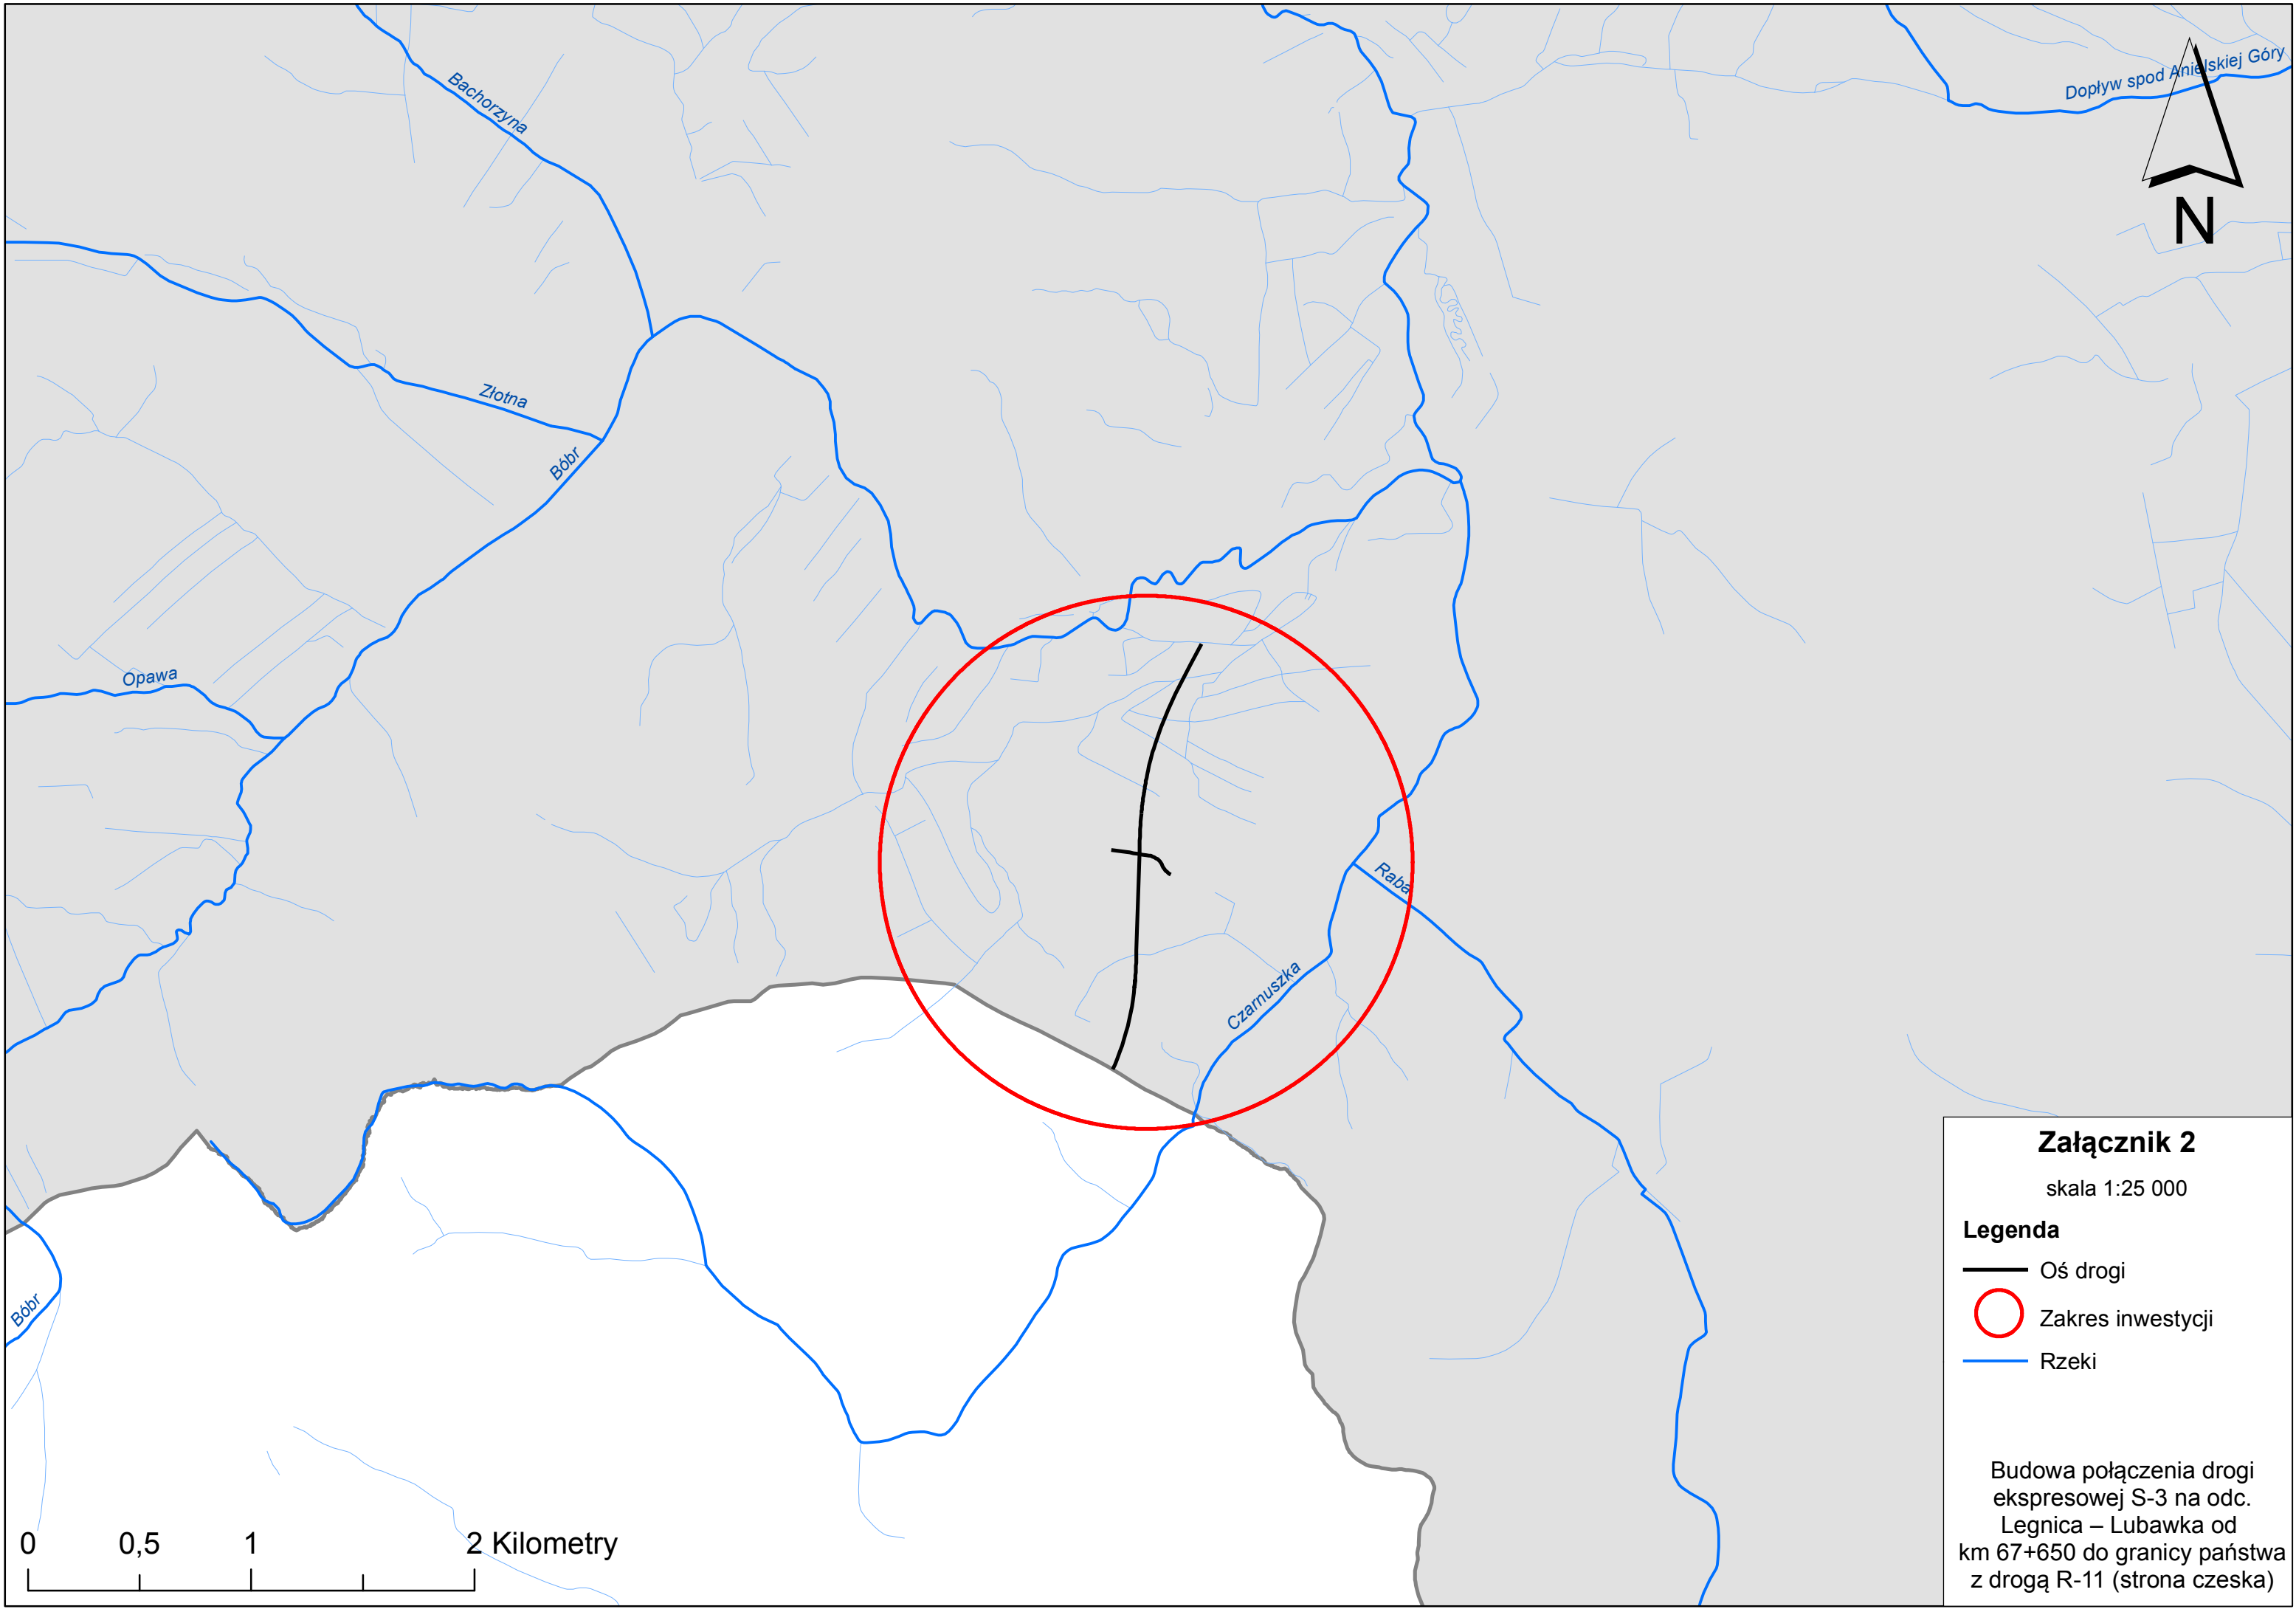 Bachorzyna
Dopływ spod Anielskiej Góry
N
Złotna
Bóbr
Opawa
Raba
Czarnuszka
Bóbr
0 0,5 1 2 Kilometry
Załącznik 2
skala 1:25 000
Legenda
Oś drogi
Zakres inwestycji
Rzeki
Budowa połączenia drogi
ekspresowej S-3 na odc.
Legnica – Lubawka od
km 67+650 do granicy państwa
z drogą R-11 (strona czeska)